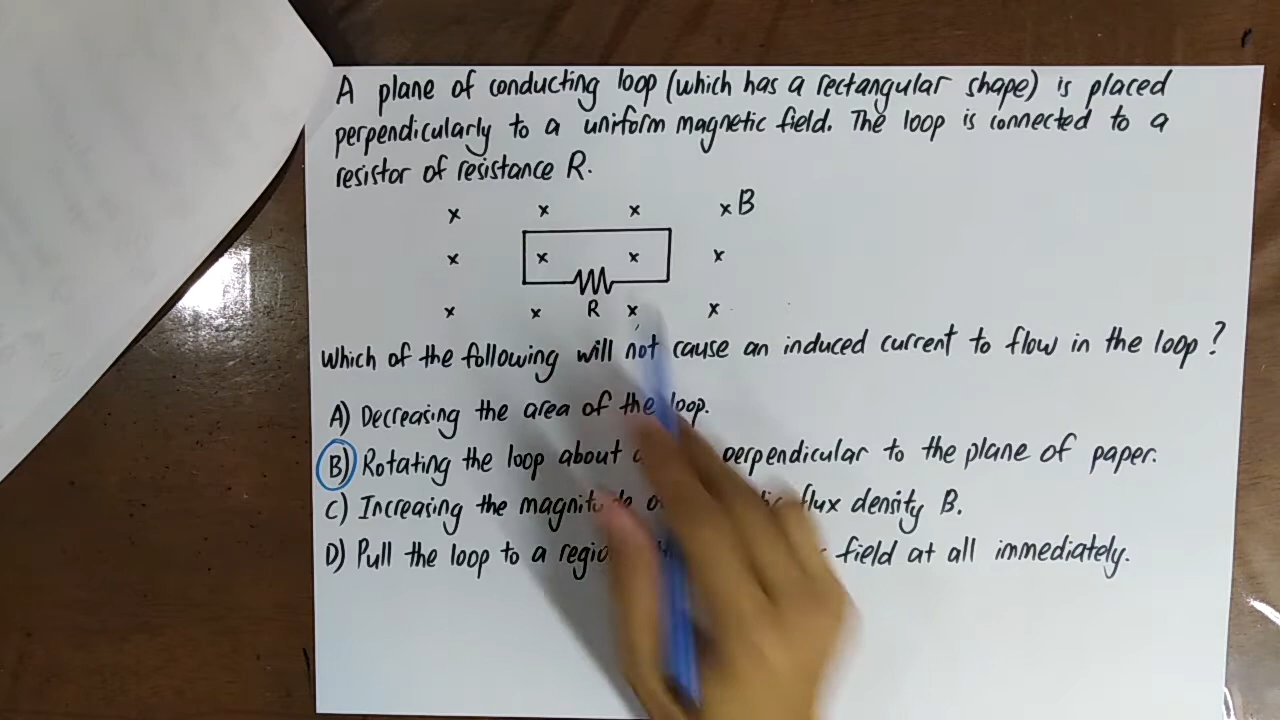 A plane of conducting loop (which has a rectangular shape) is placed
perpendicularly to a uniform magnetic field. The loop is connected to a
resistor of resistance R.
x x x x B
x x x x
x x R x x
Which of the following will not cause an induced current to flow in the loop?
A) Decreasing the area of the loop.
B) Rotating the loop about perpendicular to the plane of paper.
C) Increasing the flux density B.
D) Pull the loop to a field at all immediately.